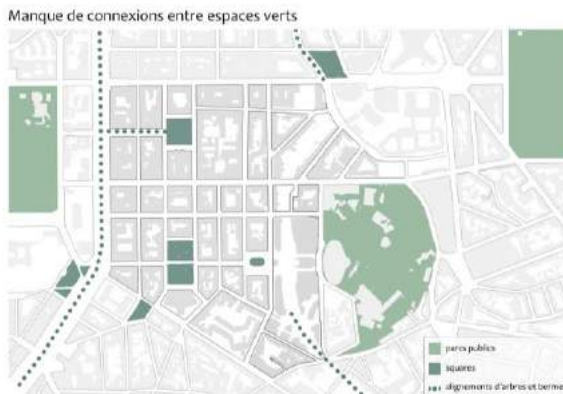 Manque de connexions entre espaces verts
parcs publics
squares
alignements d'arbres et berme